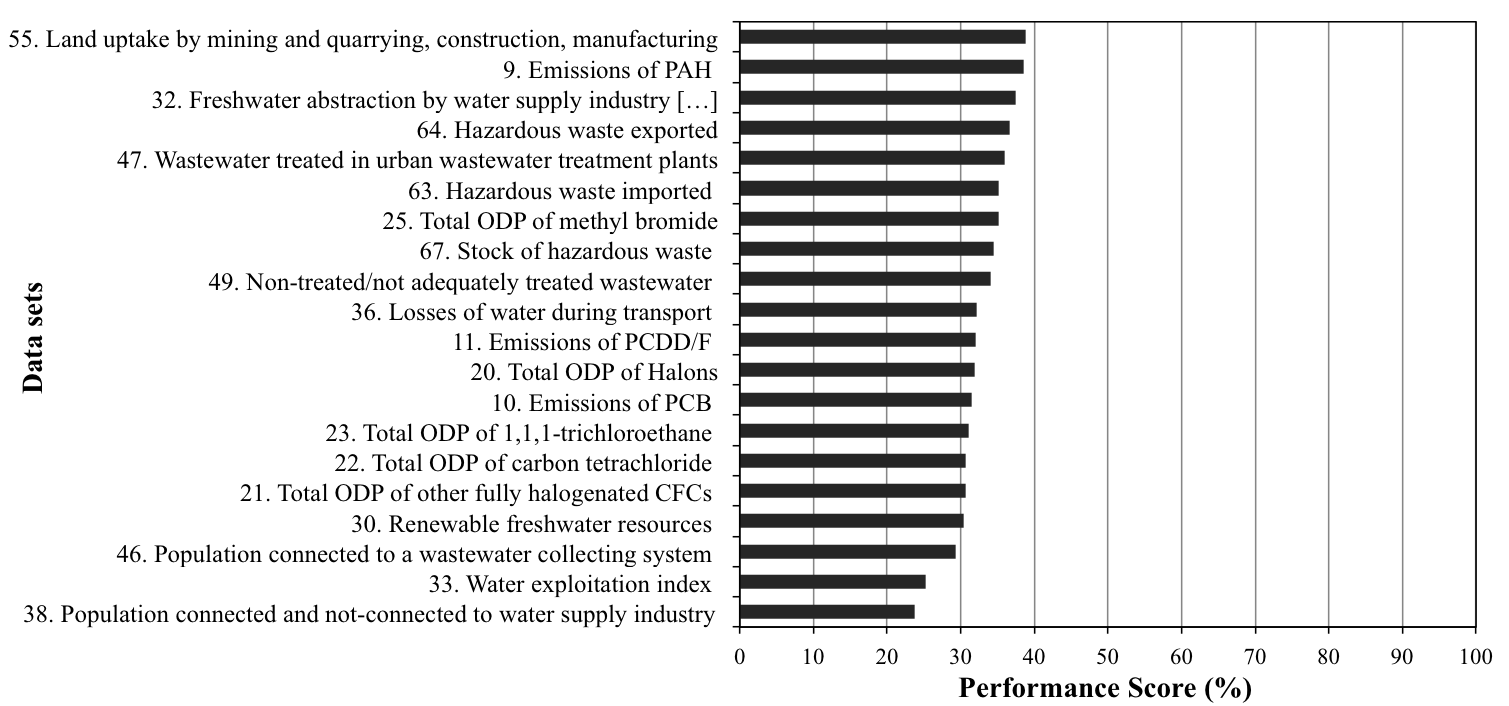 55. Land uptake by mining and quarrying, construction, manufacturing
9. Emissions of PAH
32. Freshwater abstraction by water supply industry […]
64. Hazardous waste exported
47. Wastewater treated in urban wastewater treatment plants
63. Hazardous waste imported
25. Total ODP of methyl bromide
67. Stock of hazardous waste
49. Non-treated/not adequately treated wastewater
36. Losses of water during transport
11. Emissions of PCDD/F
20. Total ODP of Halons
10. Emissions of PCB
23. Total ODP of 1,1,1-trichloroethane
22. Total ODP of carbon tetrachloride
21. Total ODP of other fully halogenated CFCs
30. Renewable freshwater resources
46. Population connected to a wastewater collecting system
33. Water exploitation index
38. Population connected and not-connected to water supply industry
Data sets
0 10 20 30 40 50 60 70 80 90 100
Performance Score (%)